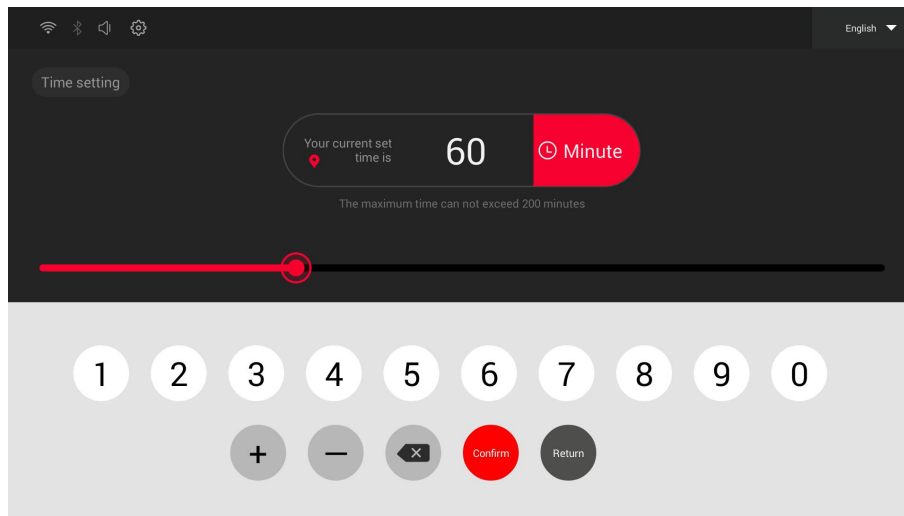 English
Time setting
Your current set
time is
60
Minute
The maximum time can not exceed 200 minutes
1 2 3 4 5 6 7 8 9 0
+ − Confirm Return